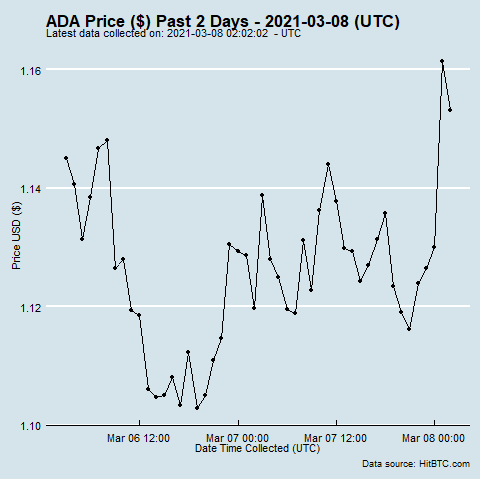 ADA Price ($) Past 2 Days - 2021-03-08 (UTC)
Latest data collected on: 2021-03-08 02:02:02 - UTC
1.16
1.14
1.12
1.10
Price USD ($)
Mar 06 12:00 Mar 07 00:00 Mar 07 12:00 Mar 08 00:00
Date Time Collected (UTC)
Data source: HitBTC.com